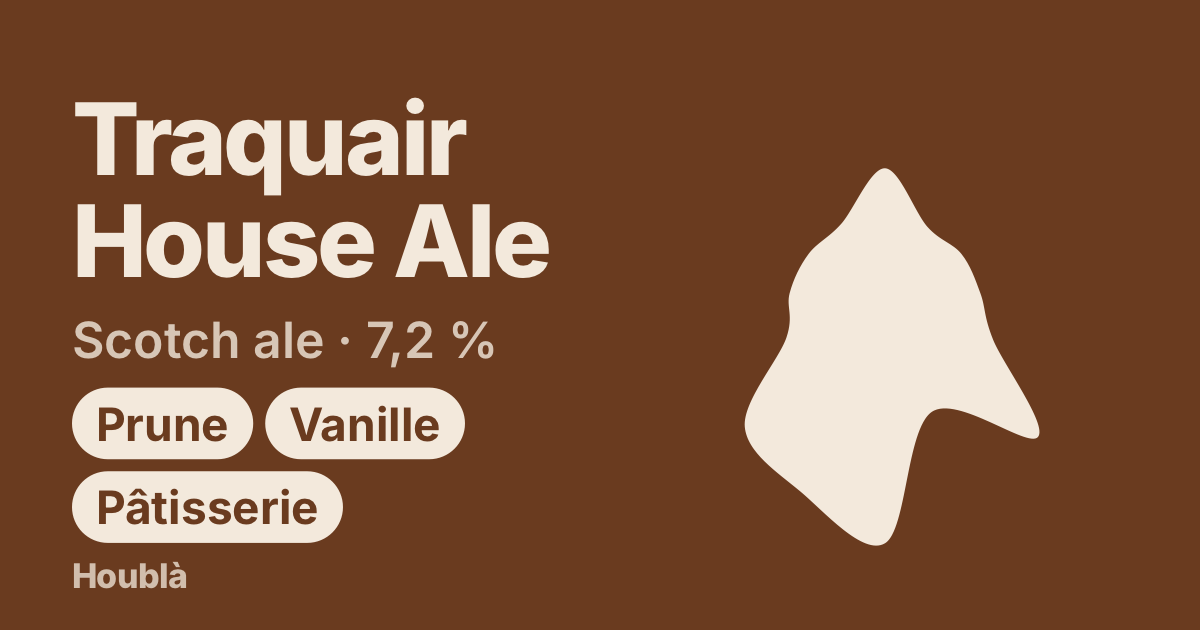 Traquair
House Ale
Scotch ale · 7,2 %
Prune Vanille
Pâtisserie
Houblà